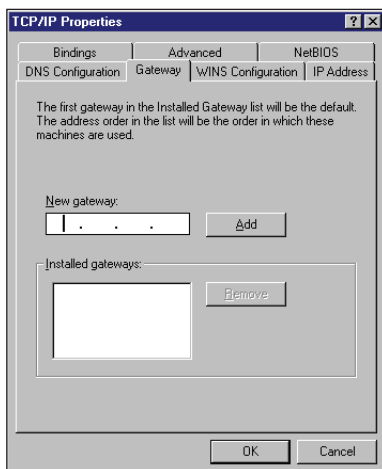 TCP/IP Properties
Bindings Advanced NetBIOS
DNS Configuration Gateway WINS Configuration IP Address
The first gateway in the Installed Gateway list will be the default.
The address order in the list will be the order in which these
machines are used.
New gateway:
. . .
Add
Installed gateways:
Remove
OK Cancel